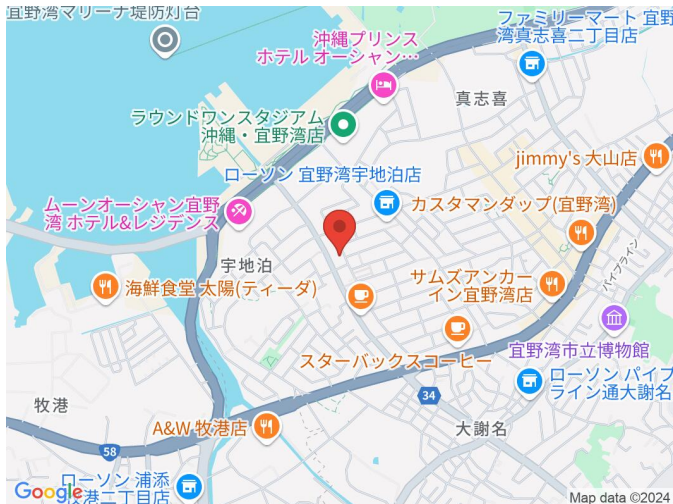 宜野湾マリーナ堤防灯台
ファミリーマート 宜野
湾真志喜二丁目店
沖縄プリンス
ホテル オーシャン…
真志喜
ラウンドワンスタジアム
沖縄・宜野湾店
jimmy's 大山店
ローソン 宜野湾宇地泊店
ムーンオーシャン宜野
湾 ホテル&レジデンス
カスタマンダップ(宜野湾)
宇地泊
パイプライン
海鮮食堂 太陽(ティーダ)
サムズアンカー
イン宜野湾店
宜野湾市立博物館
スターバックスコーヒー
ローソン パイプ
ライン通大謝名
34
牧港
大謝名
A&W 牧港店
58
ローソン 浦添
牧港二丁目店
Google
Map data ©2024